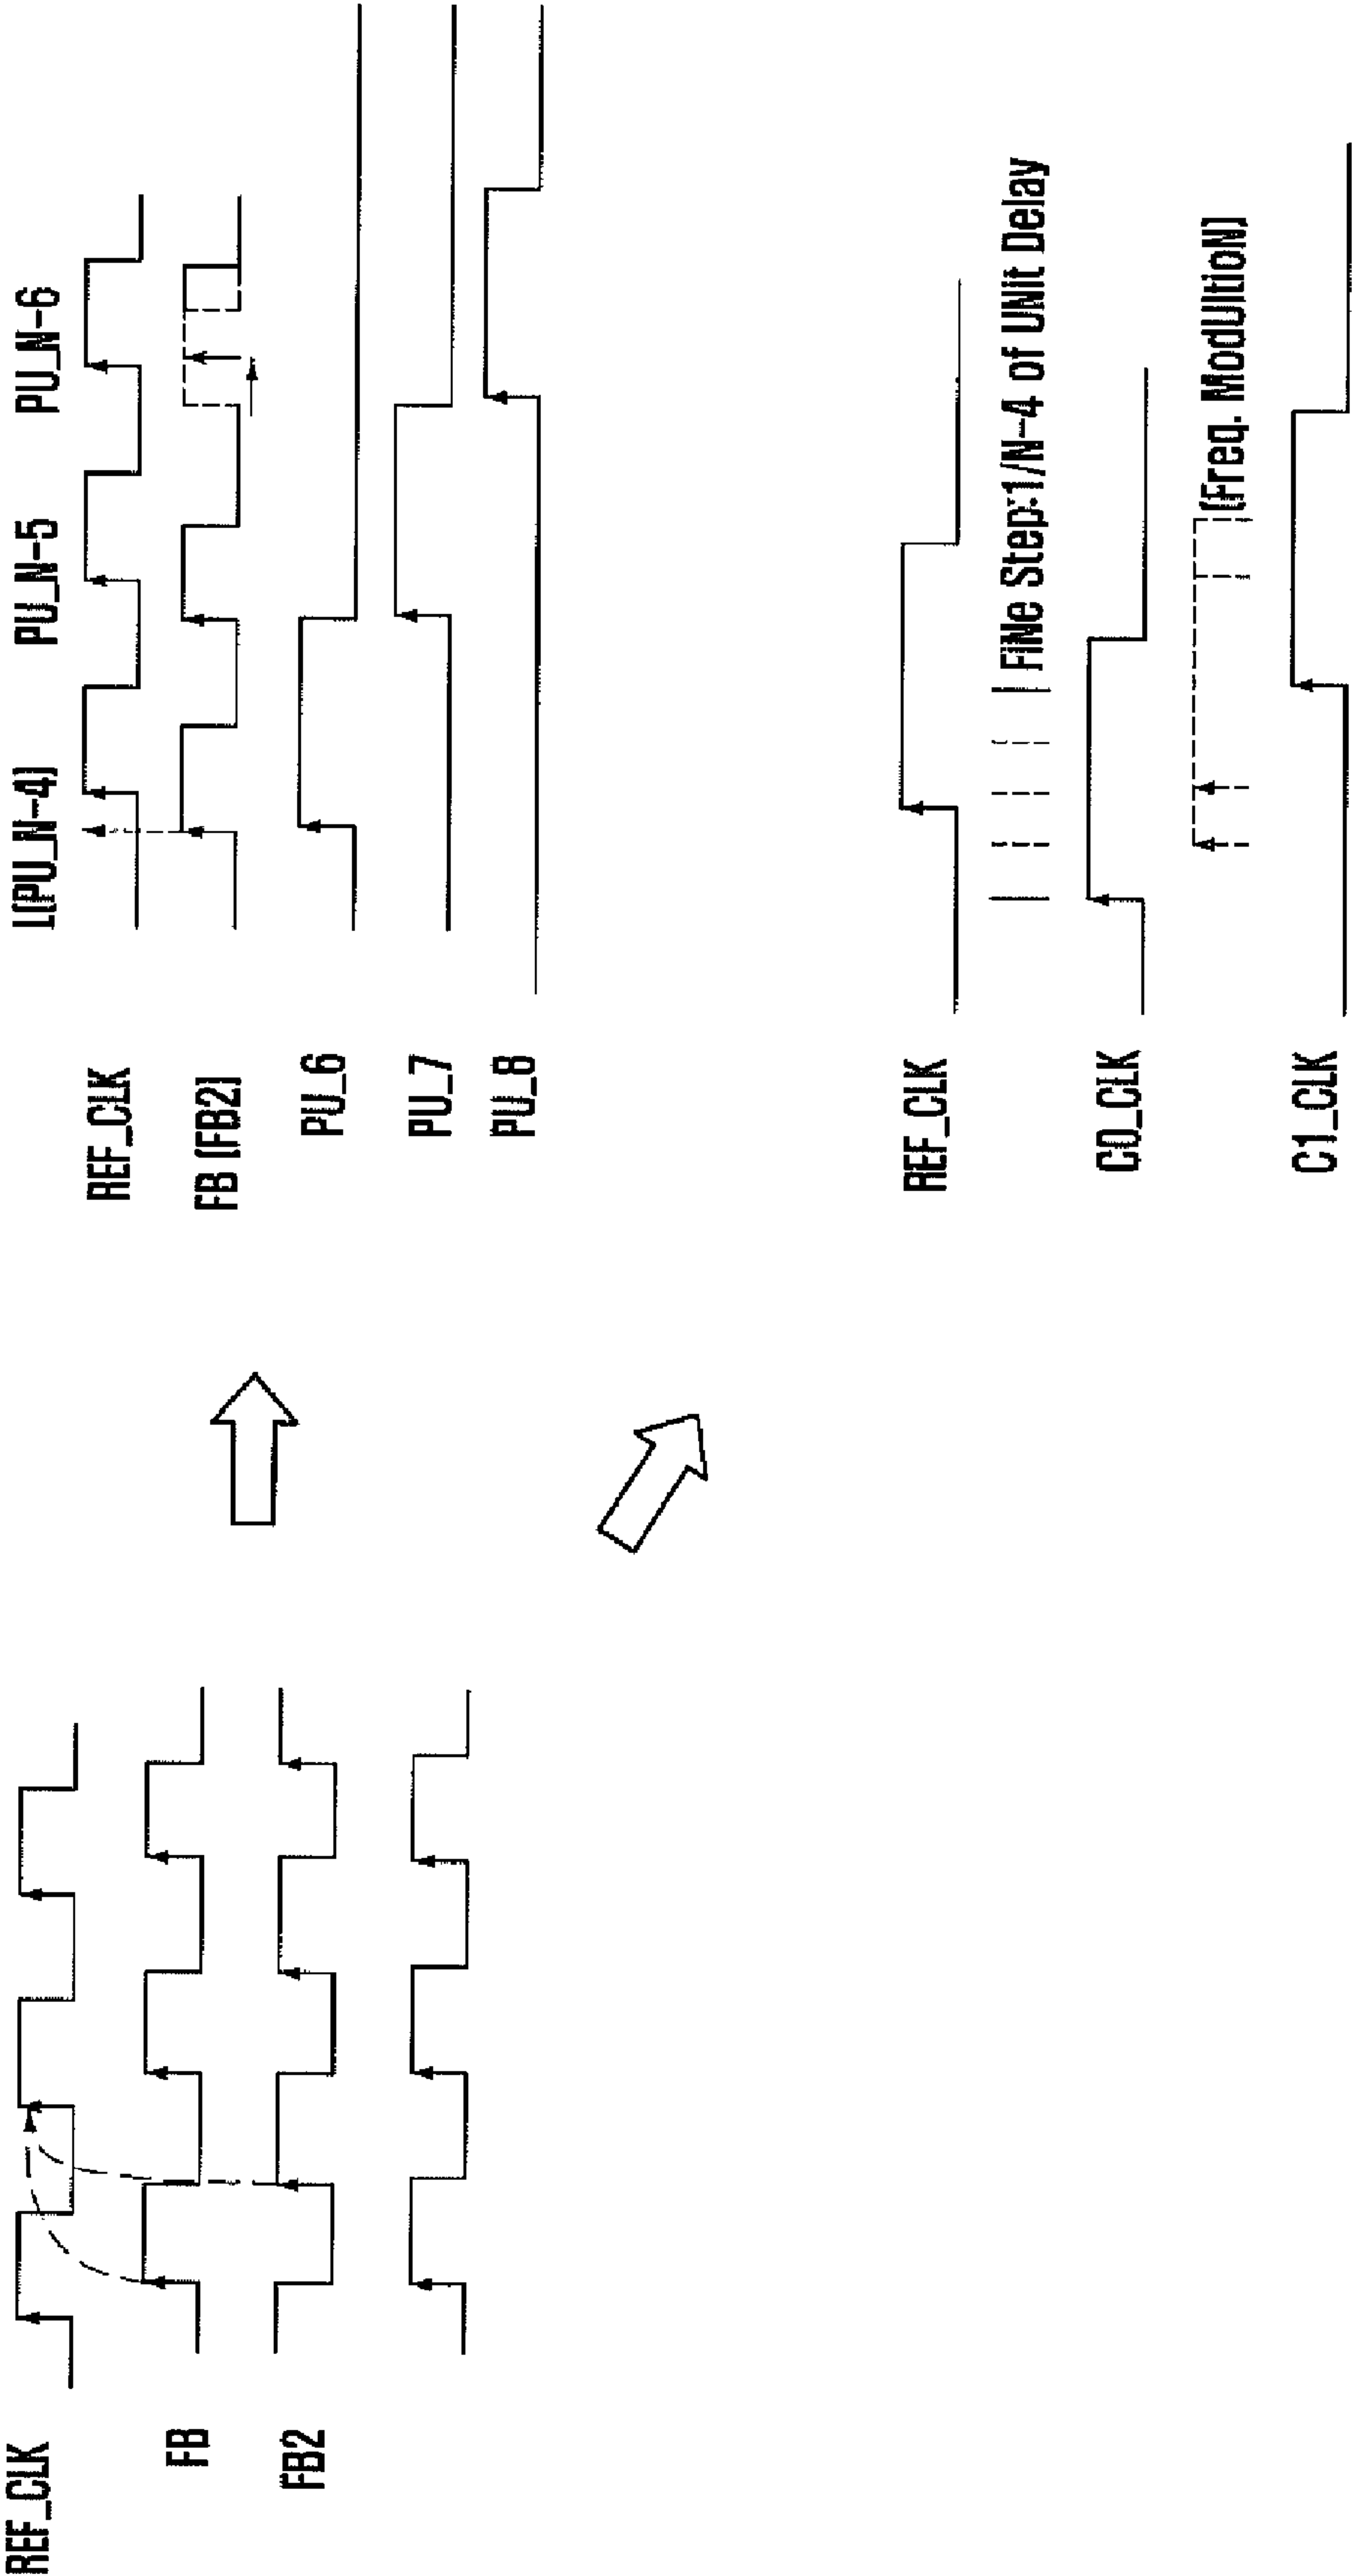 REF_CLK
FB
FB2
L(PU_N-4) PU_N-5 PU_N-6
REF_CLK
FB (FB2)
PU_6
PU_7
PU_8
REF_CLK
FiNe Step:1/N-4 of UNit Delay
C0_CLK
(Freq. ModUltioN)
C1_CLK